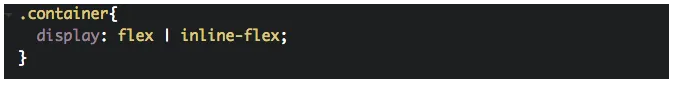 .container{
  display: flex | inline-flex;
}